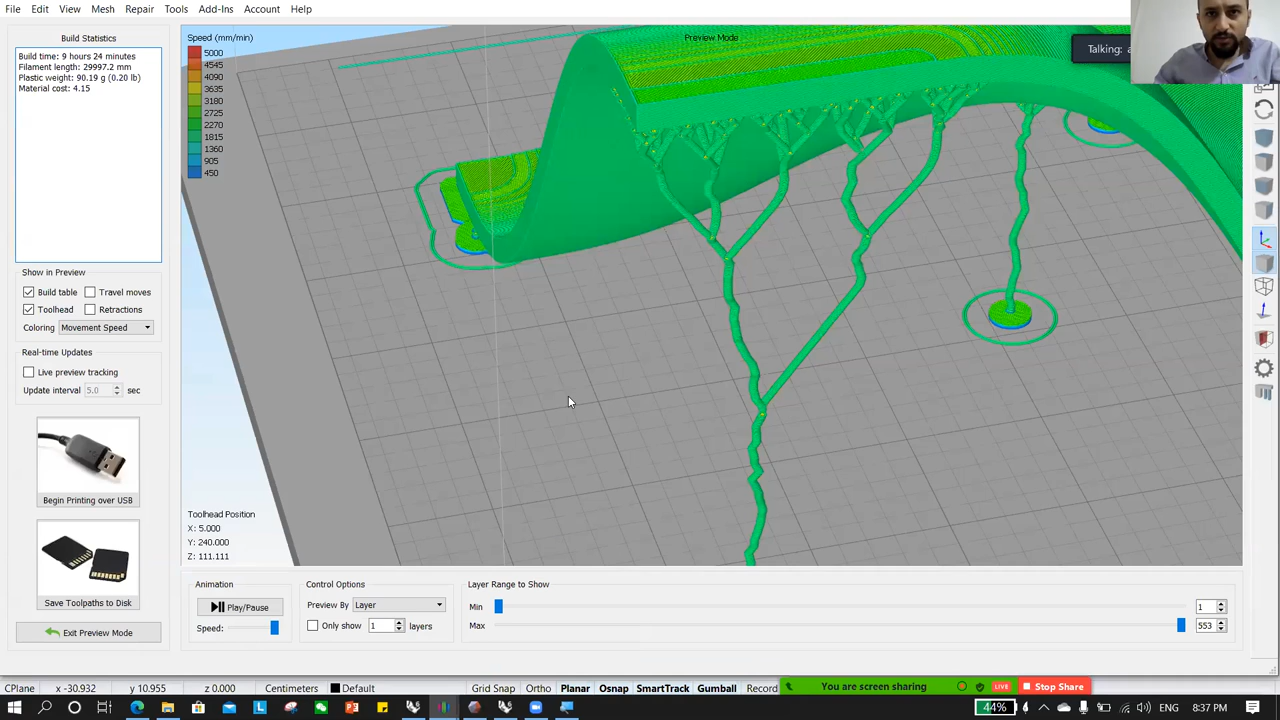 File Edit View Mesh Repair Tools Add-Ins Account Help
Build Statistics
Build time: 9 hours 24 minutes
Filament length: 29997.2 mm
Plastic weight: 90.19 g (0.20 lb)
Material cost: 4.15
Speed (mm/min)
5000
4545
4090
3635
3180
2725
2270
1815
1360
905
450
Preview Mode
Talking:
Show in Preview
Build table Travel moves
Toolhead Retractions
Coloring Movement Speed
Real-time Updates
Live preview tracking
Update interval 5.0 sec
Begin Printing over USB
Save Toolpaths to Disk
Exit Preview Mode
Toolhead Position
X: 5.000
Y: 240.000
Z: 111.111
Animation
Play/Pause
Speed:
Control Options
Preview By Layer
Only show 1 layers
Layer Range to Show
Min 1
Max 553
CPlane x -30.932 y 10.955 z 0.000 Centimeters Default Grid Snap Ortho Planar Osnap SmartTrack Gumball Record
You are screen sharing LIVE Stop Share
44% ENG 8:37 PM